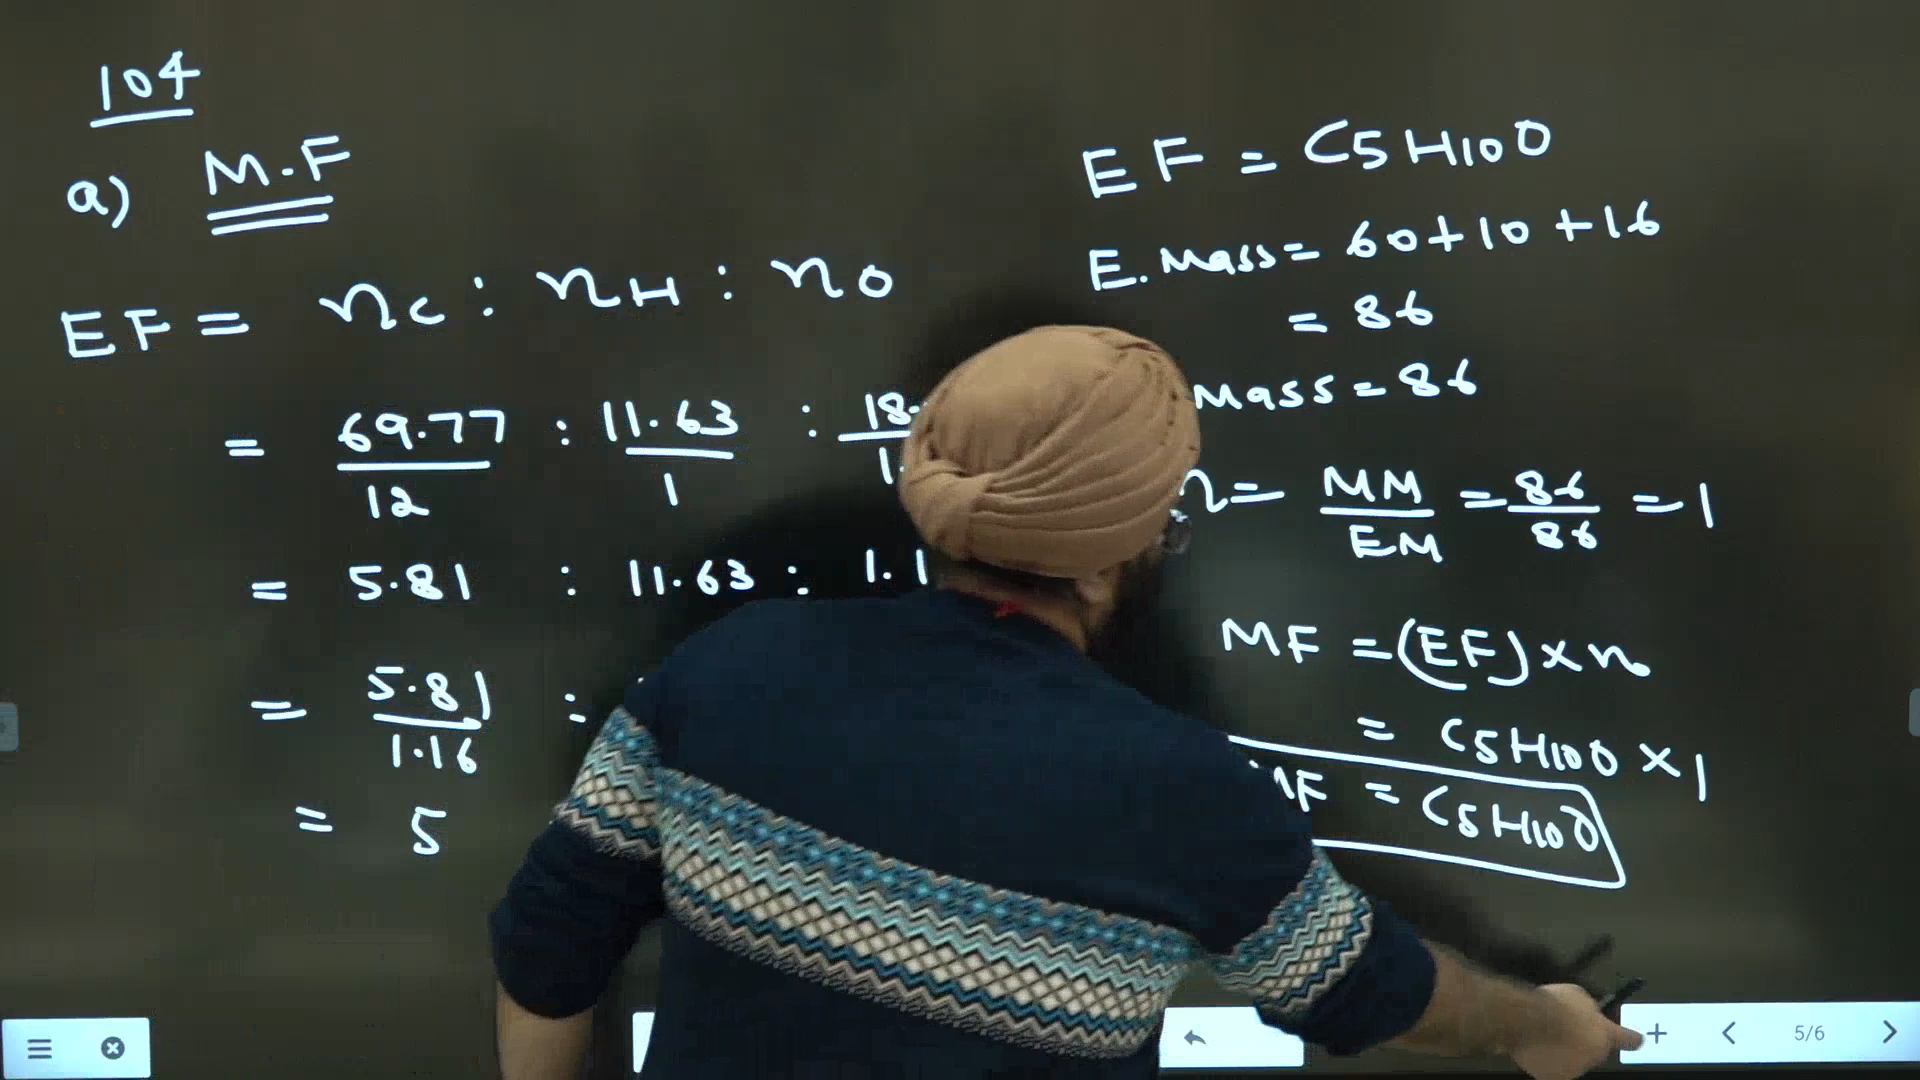 104
a) M.F
EF = nC : nH : nO
= 69.77/12 : 11.63/1 : 18.
= 5.81 : 11.63 : 1.1
= 5.81/1.16 :
= 5
EF = C5H10O
E. Mass = 60+10+16
= 86
Mass = 86
n = MM/EM = 86/86 = 1
MF = (EF) × n
= C5H10O × 1
MF = C5H10O
5/6